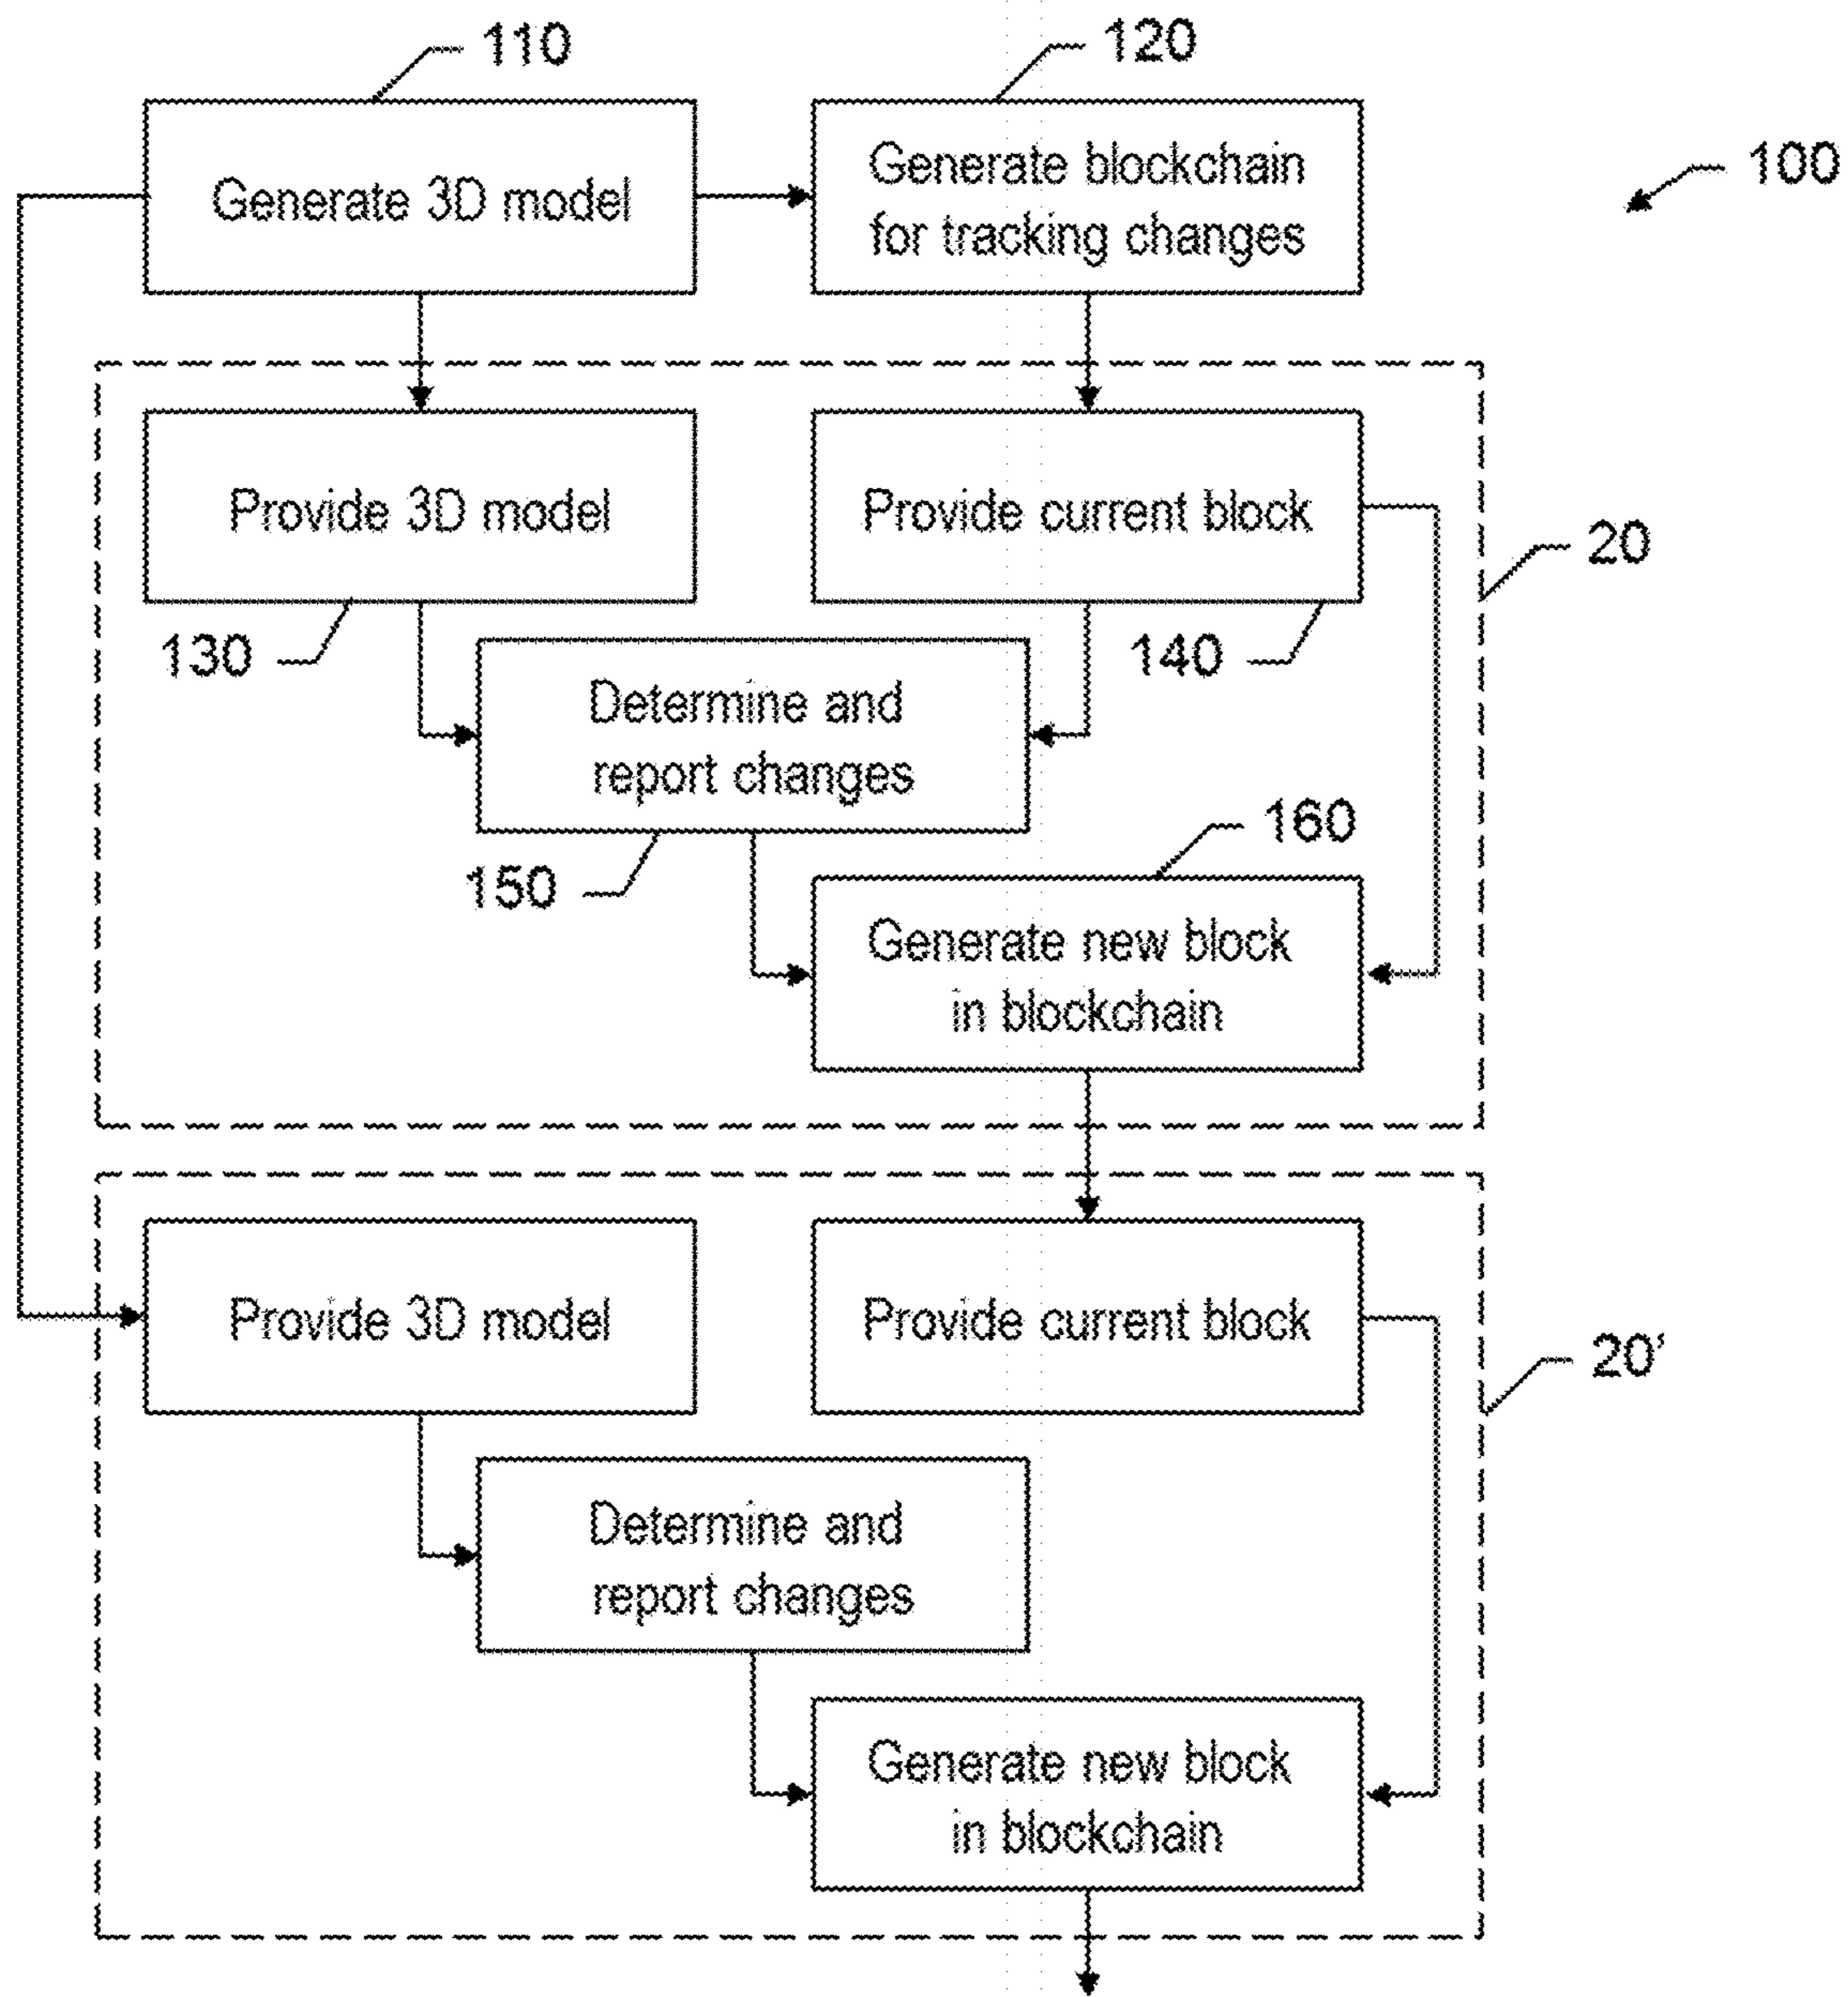 110
120
100
Generate 3D model
Generate blockchain
for tracking changes
Provide 3D model
Provide current block
20
130
140
Determine and
report changes
160
150
Generate new block
in blockchain
Provide 3D model
Provide current block
20'
Determine and
report changes
Generate new block
in blockchain